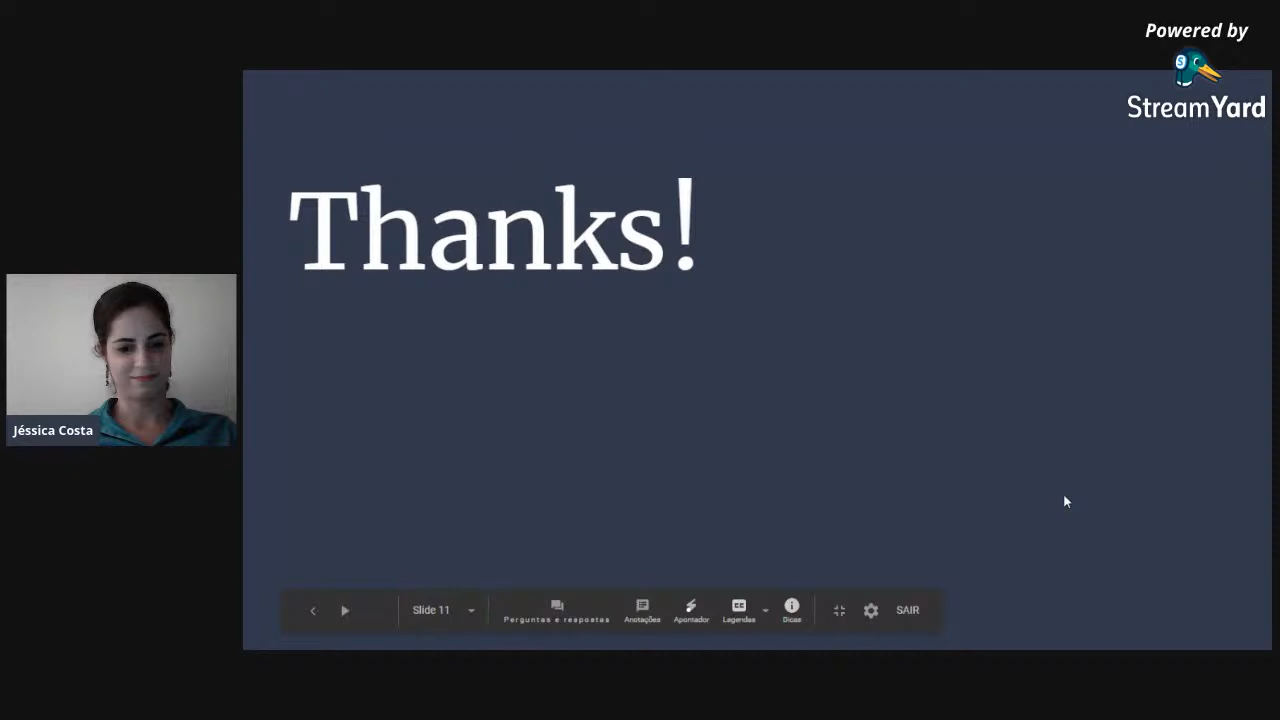 Powered by
StreamYard
Thanks!
Jéssica Costa
Slide 11
Perguntas e respostas
Anotações
Apontador
Legendas
Dicas
SAIR